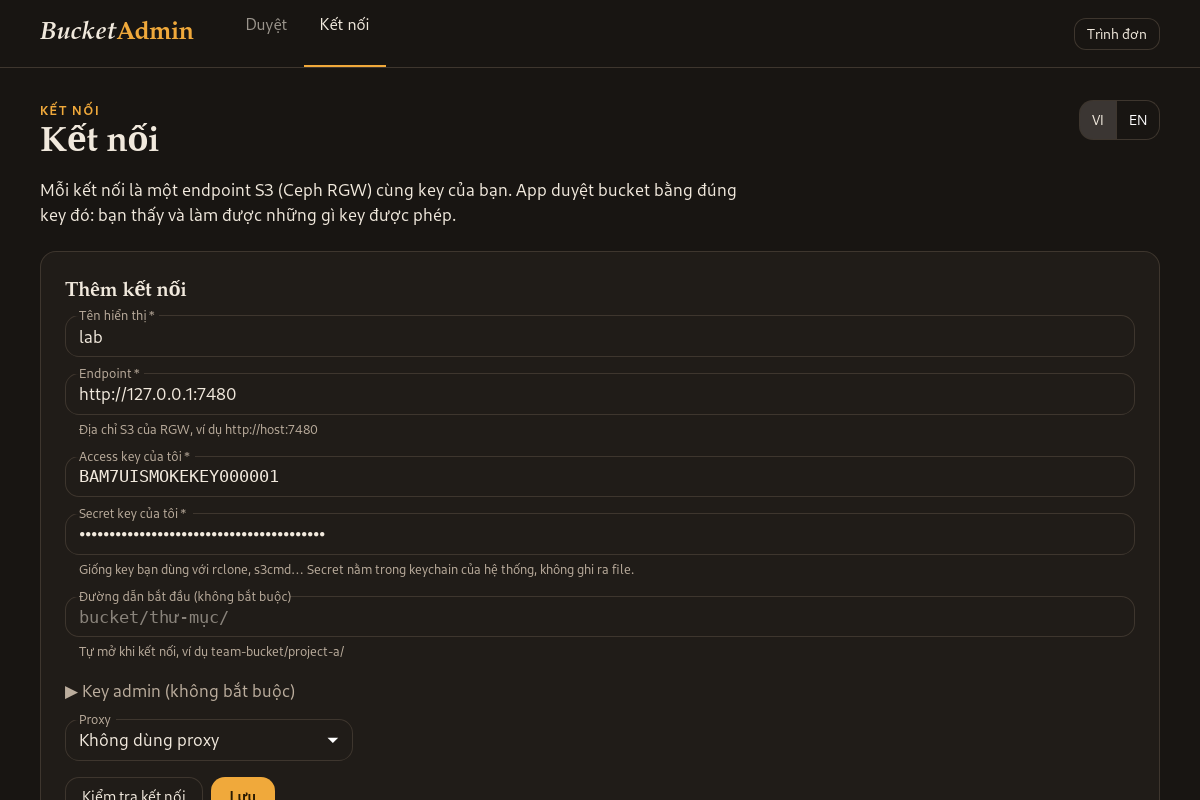 BucketAdmin
Duyệt
Kết nối
Trình đơn
KẾT NỐI
Kết nối
VI
EN
Mỗi kết nối là một endpoint S3 (Ceph RGW) cùng key của bạn. App duyệt bucket bằng đúng
key đó: bạn thấy và làm được những gì key được phép.
Thêm kết nối
Tên hiển thị *
lab
Endpoint *
http://127.0.0.1:7480
Địa chỉ S3 của RGW, ví dụ http://host:7480
Access key của tôi *
BAM7UISMOKEKEY000001
Secret key của tôi *
•••••••••••••••••••••••••••••••••••••••••
Giống key bạn dùng với rclone, s3cmd… Secret nằm trong keychain của hệ thống, không ghi ra file.
Đường dẫn bắt đầu (không bắt buộc)
bucket/thư-mục/
Tự mở khi kết nối, ví dụ team-bucket/project-a/
▶ Key admin (không bắt buộc)
Proxy
Không dùng proxy
Kiểm tra kết nối
Lưu